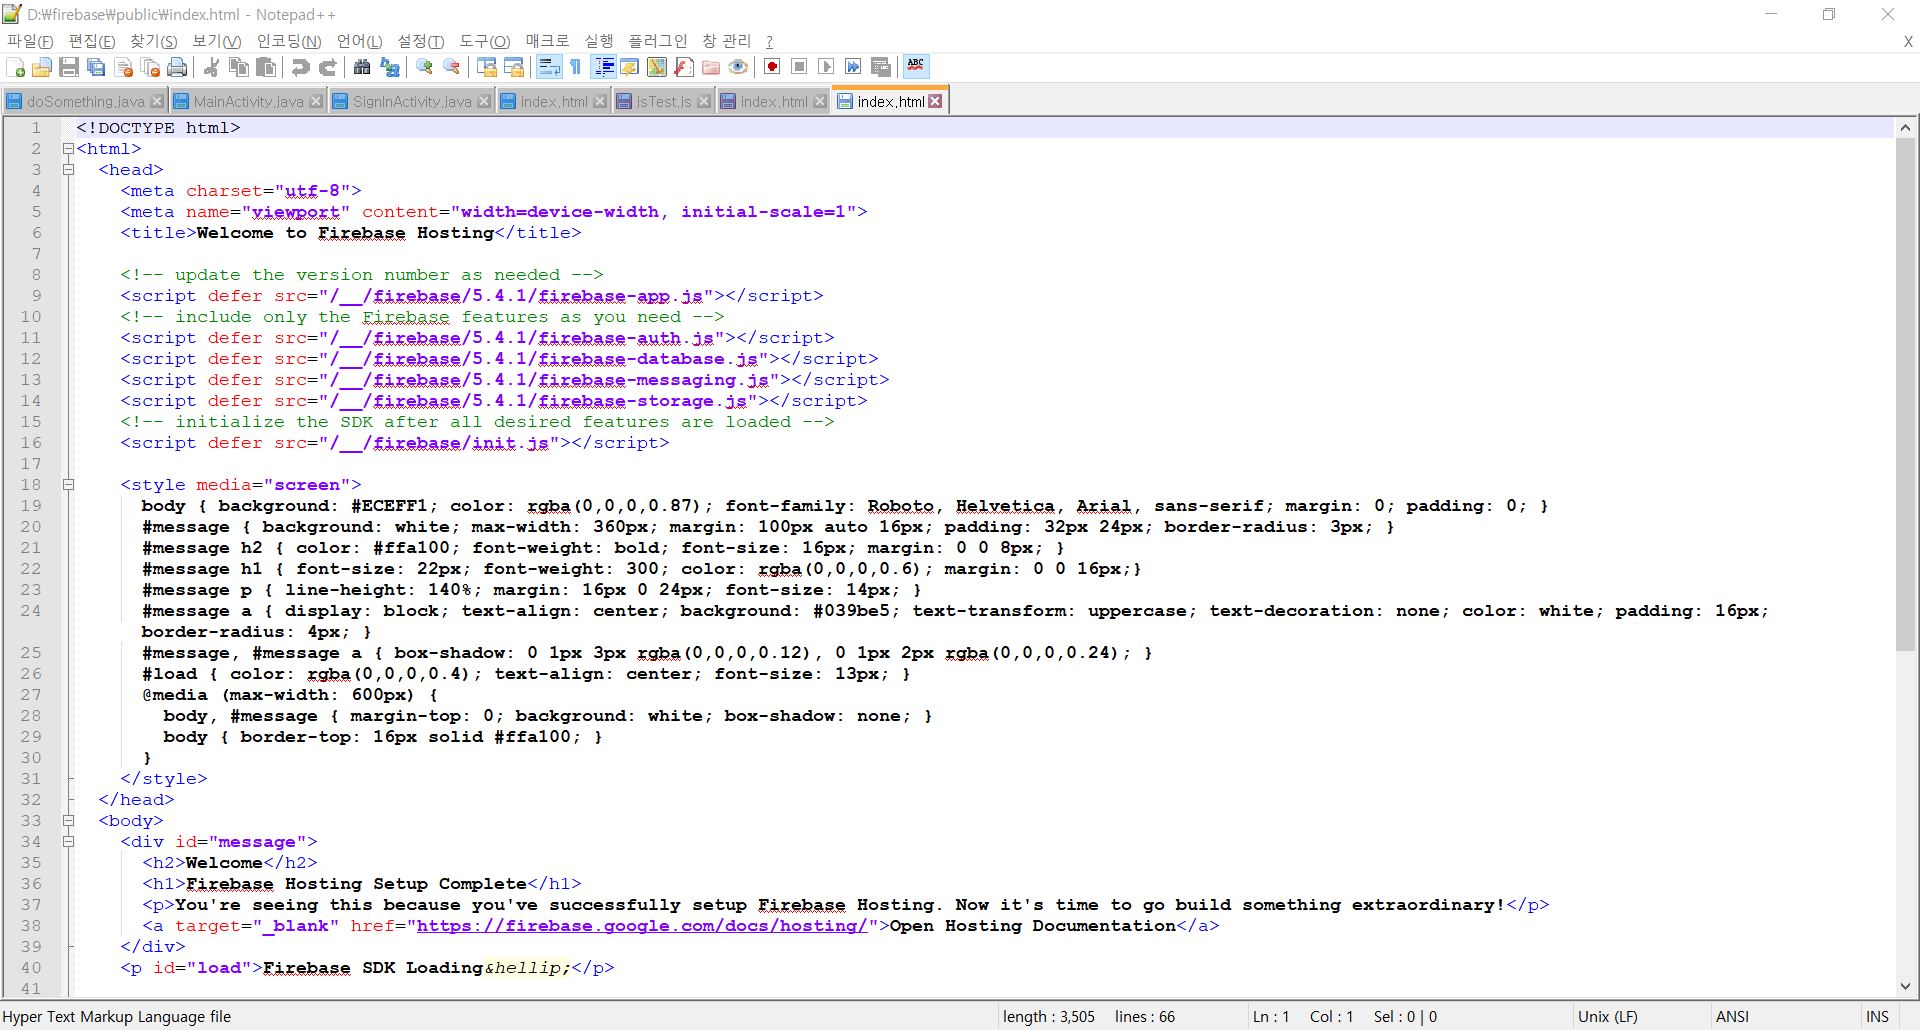 D:₩firebase₩public₩index.html - Notepad++
파일(F) 편집(E) 찾기(S) 보기(V) 인코딩(N) 언어(L) 설정(T) 도구(O) 매크로 실행 플러그인 창 관리 ? X
ABC
doSomething.java MainActivity.java SignInActivity.java index.html jsTest.js index.html index.html
1 <!DOCTYPE html>
2 <html>
3 <head>
4 <meta charset="utf-8">
5 <meta name="viewport" content="width=device-width, initial-scale=1">
6 <title>Welcome to Firebase Hosting</title>
7
8 <!-- update the version number as needed -->
9 <script defer src="/__/firebase/5.4.1/firebase-app.js"></script>
10 <!-- include only the Firebase features as you need -->
11 <script defer src="/__/firebase/5.4.1/firebase-auth.js"></script>
12 <script defer src="/__/firebase/5.4.1/firebase-database.js"></script>
13 <script defer src="/__/firebase/5.4.1/firebase-messaging.js"></script>
14 <script defer src="/__/firebase/5.4.1/firebase-storage.js"></script>
15 <!-- initialize the SDK after all desired features are loaded -->
16 <script defer src="/__/firebase/init.js"></script>
17
18 <style media="screen">
19 body { background: #ECEFF1; color: rgba(0,0,0,0.87); font-family: Roboto, Helvetica, Arial, sans-serif; margin: 0; padding: 0; }
20 #message { background: white; max-width: 360px; margin: 100px auto 16px; padding: 32px 24px; border-radius: 3px; }
21 #message h2 { color: #ffa100; font-weight: bold; font-size: 16px; margin: 0 0 8px; }
22 #message h1 { font-size: 22px; font-weight: 300; color: rgba(0,0,0,0.6); margin: 0 0 16px;}
23 #message p { line-height: 140%; margin: 16px 0 24px; font-size: 14px; }
24 #message a { display: block; text-align: center; background: #039be5; text-transform: uppercase; text-decoration: none; color: white; padding: 16px;
border-radius: 4px; }
25 #message, #message a { box-shadow: 0 1px 3px rgba(0,0,0,0.12), 0 1px 2px rgba(0,0,0,0.24); }
26 #load { color: rgba(0,0,0,0.4); text-align: center; font-size: 13px; }
27 @media (max-width: 600px) {
28 body, #message { margin-top: 0; background: white; box-shadow: none; }
29 body { border-top: 16px solid #ffa100; }
30 }
31 </style>
32 </head>
33 <body>
34 <div id="message">
35 <h2>Welcome</h2>
36 <h1>Firebase Hosting Setup Complete</h1>
37 <p>You're seeing this because you've successfully setup Firebase Hosting. Now it's time to go build something extraordinary!</p>
38 <a target="_blank" href="https://firebase.google.com/docs/hosting/">Open Hosting Documentation</a>
39 </div>
40 <p id="load">Firebase SDK Loading&hellip;</p>
41
Hyper Text Markup Language file length : 3,505 lines : 66 Ln : 1 Col : 1 Sel : 0 | 0 Unix (LF) ANSI INS